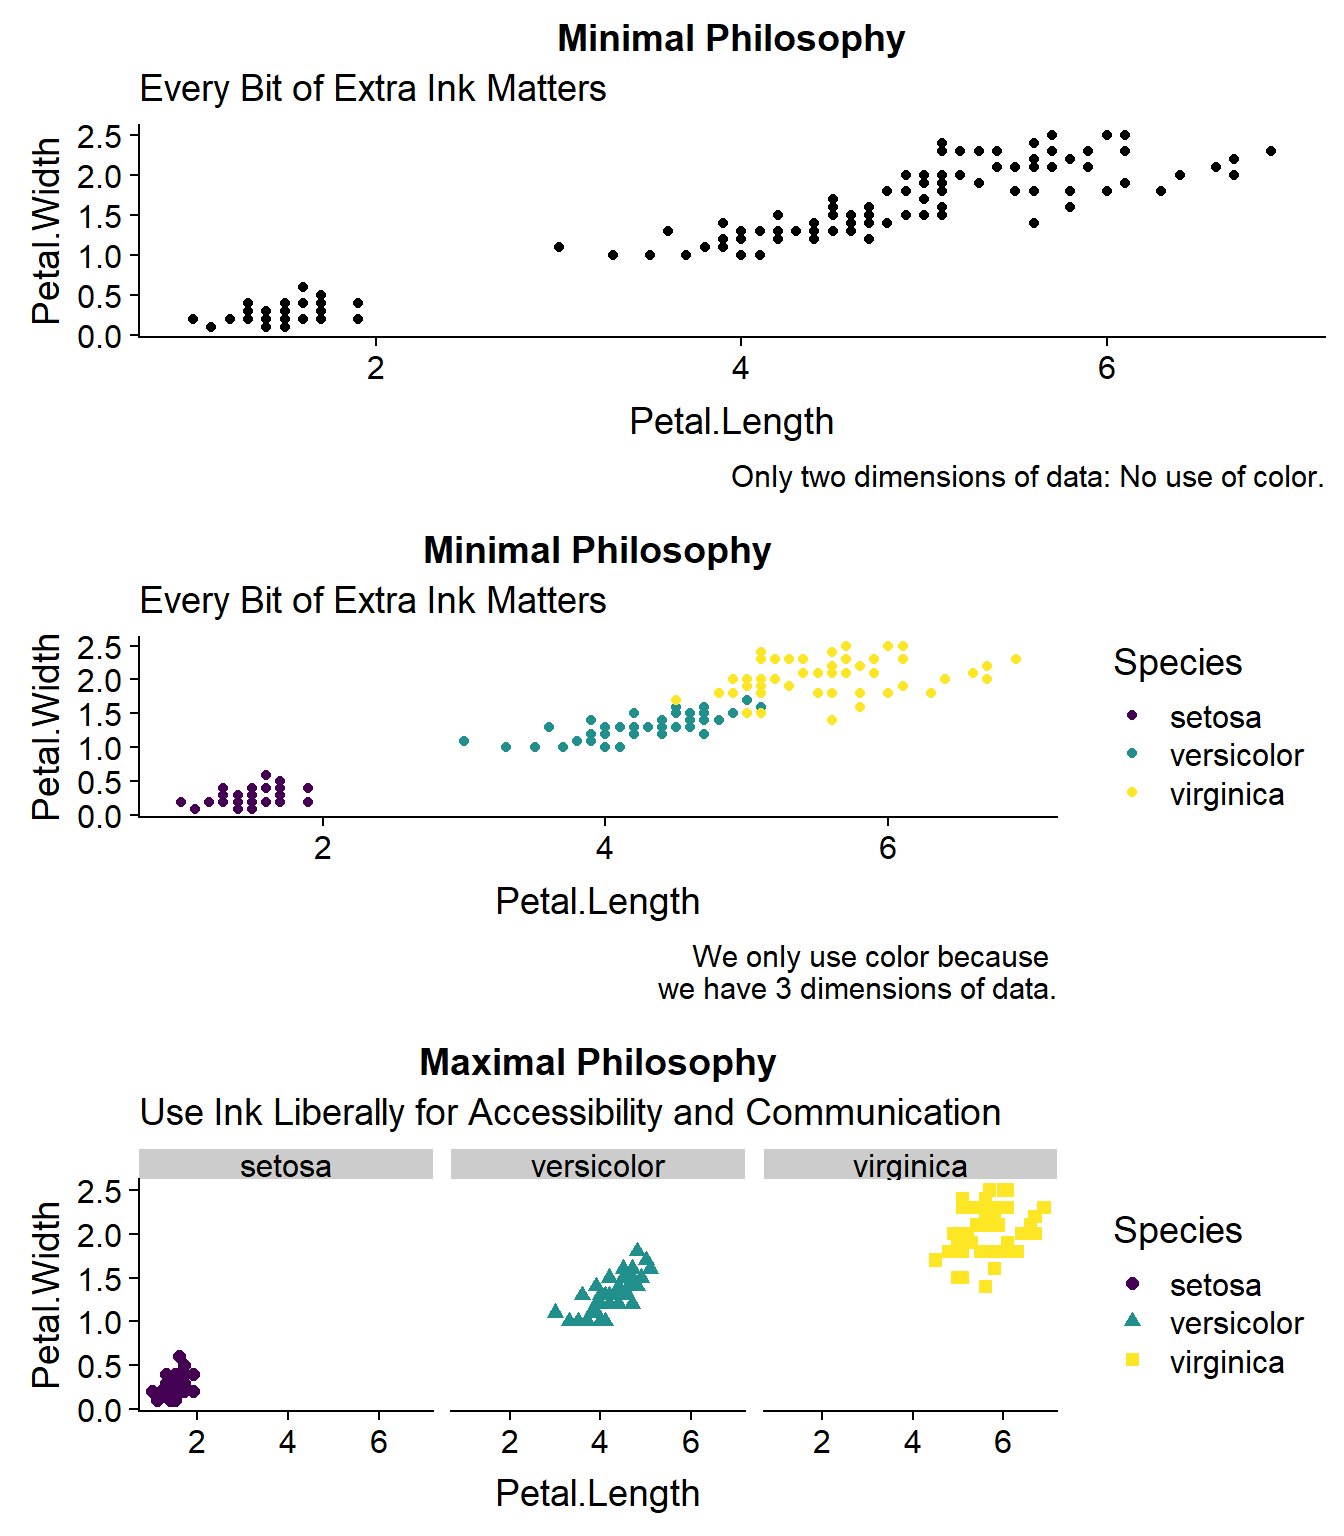 Minimal Philosophy
Every Bit of Extra Ink Matters
Petal.Width
2.5
2.0
1.5
1.0
0.5
0.0
2 4 6
Petal.Length
Only two dimensions of data: No use of color.
Minimal Philosophy
Every Bit of Extra Ink Matters
Petal.Width
2.5
2.0
1.5
1.0
0.5
0.0
2 4 6
Petal.Length
Species
setosa
versicolor
virginica
We only use color because
we have 3 dimensions of data.
Maximal Philosophy
Use Ink Liberally for Accessibility and Communication
setosa versicolor virginica
Petal.Width
2.5
2.0
1.5
1.0
0.5
0.0
2 4 6 2 4 6 2 4 6
Petal.Length
Species
setosa
versicolor
virginica